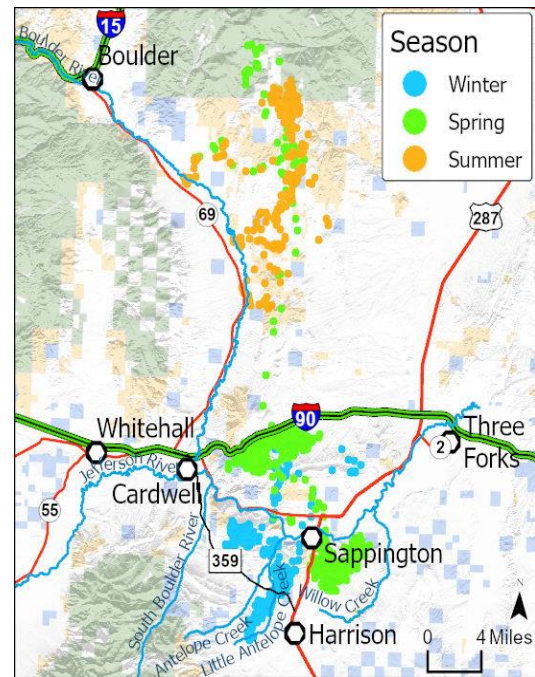 15
Boulder River
Boulder
Season
Winter
Spring
Summer
69
287
90
Whitehall
Three
Forks
2
Jefferson River
Cardwell
55
359
Sappington
South Boulder River
Willow Creek
Antelope Creek
Little Antelope Creek
Harrison
N
0 4 Miles